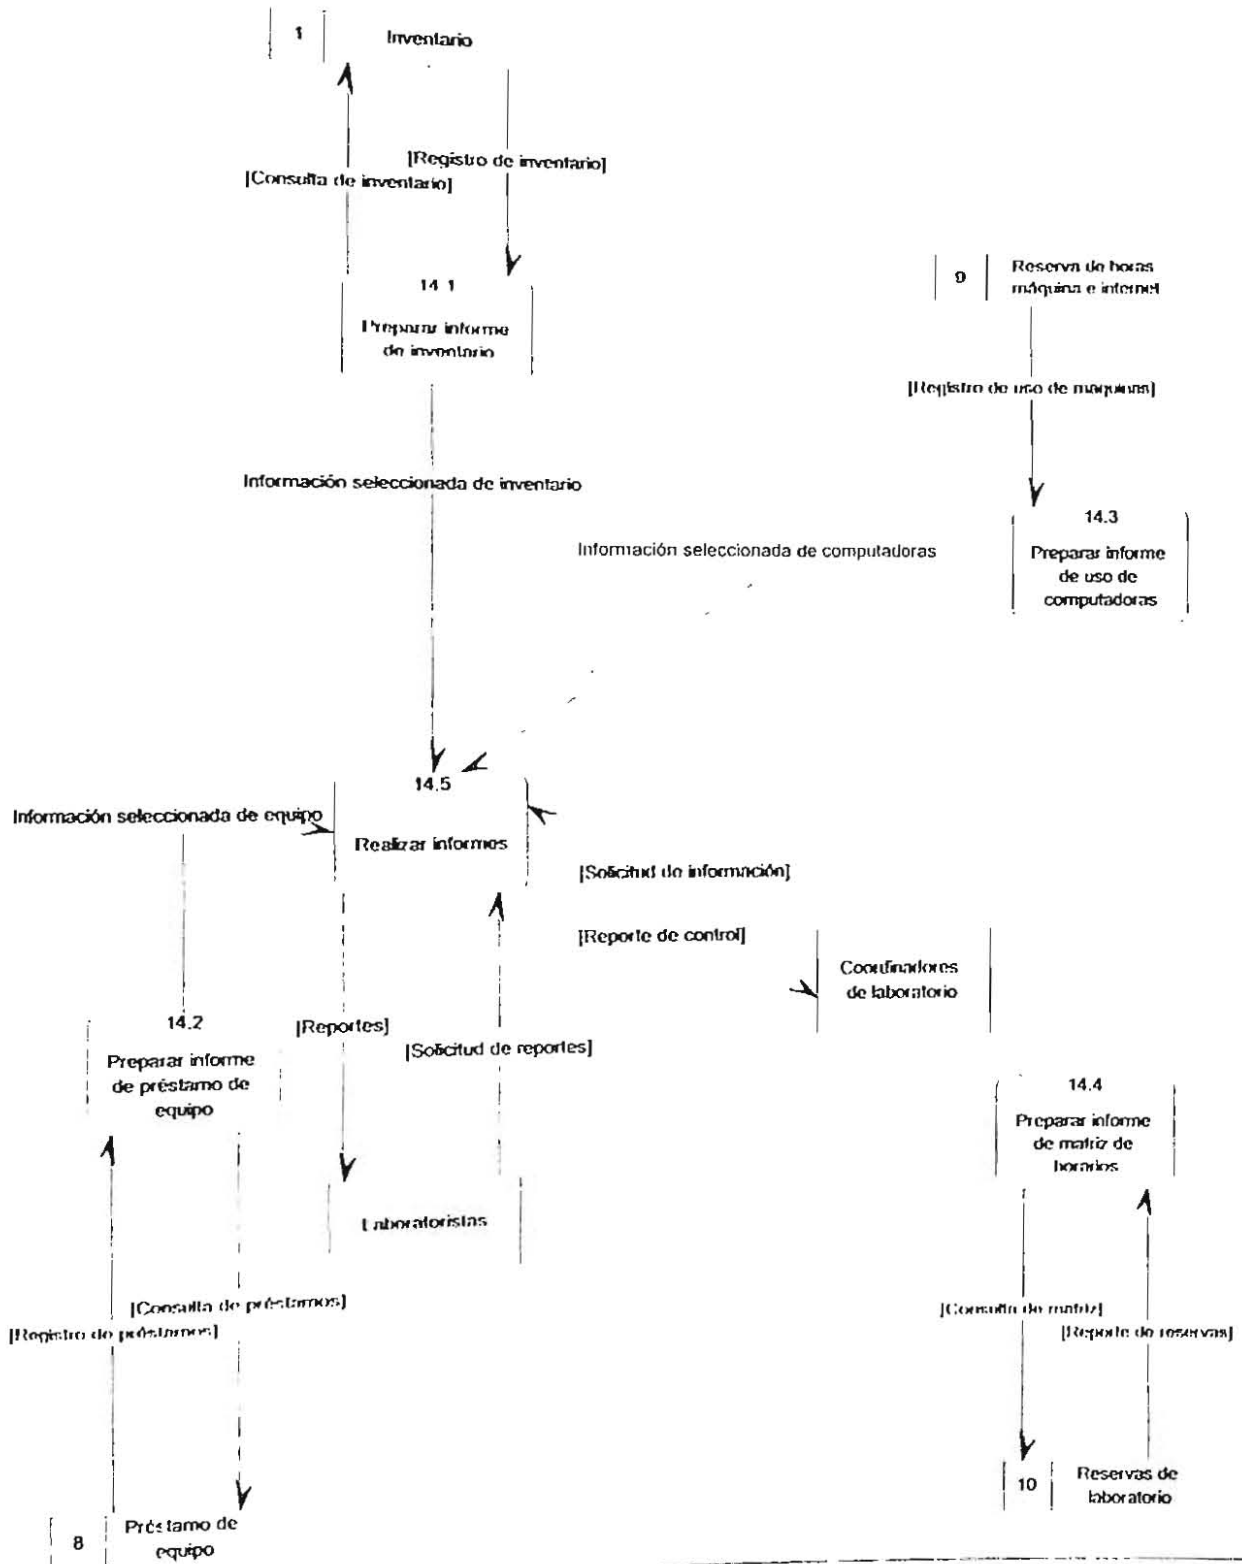 1
Inventario
[Registro de inventario]
[Consulta de inventario]
14.1
Preparar informe
de inventario
9
Reserva de horas
máquina e internet
[Registro de uso de maquinas]
Información seleccionada de inventario
14.3
Preparar informe
de uso de
computadoras
Información seleccionada de computadoras
14.5
Realizar informes
Información seleccionada de equipo
[Solicitud de información]
[Reporte de control]
Coordinadores
de laboratorio
14.2
Preparar informe
de préstamo de
equipo
[Reportes]
[Solicitud de reportes]
14.4
Preparar informe
de matriz de
horarios
Laboratoristas
[Consulta de préstamos]
[Registro de préstamos]
[Consulta de matriz]
[Reporte de reservas]
10
Reservas de
laboratorio
8
Préstamo de
equipo